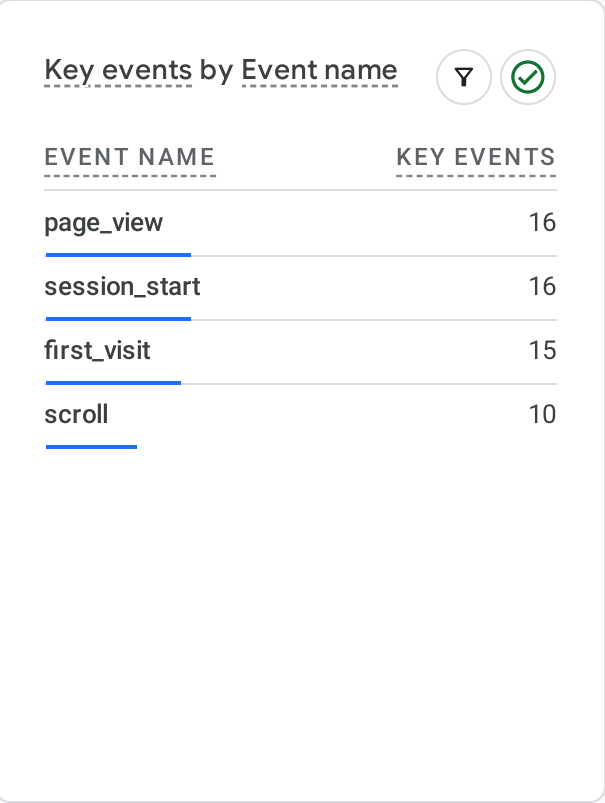 Key events by Event name
EVENT NAME KEY EVENTS
page_view 16
session_start 16
first_visit 15
scroll 10